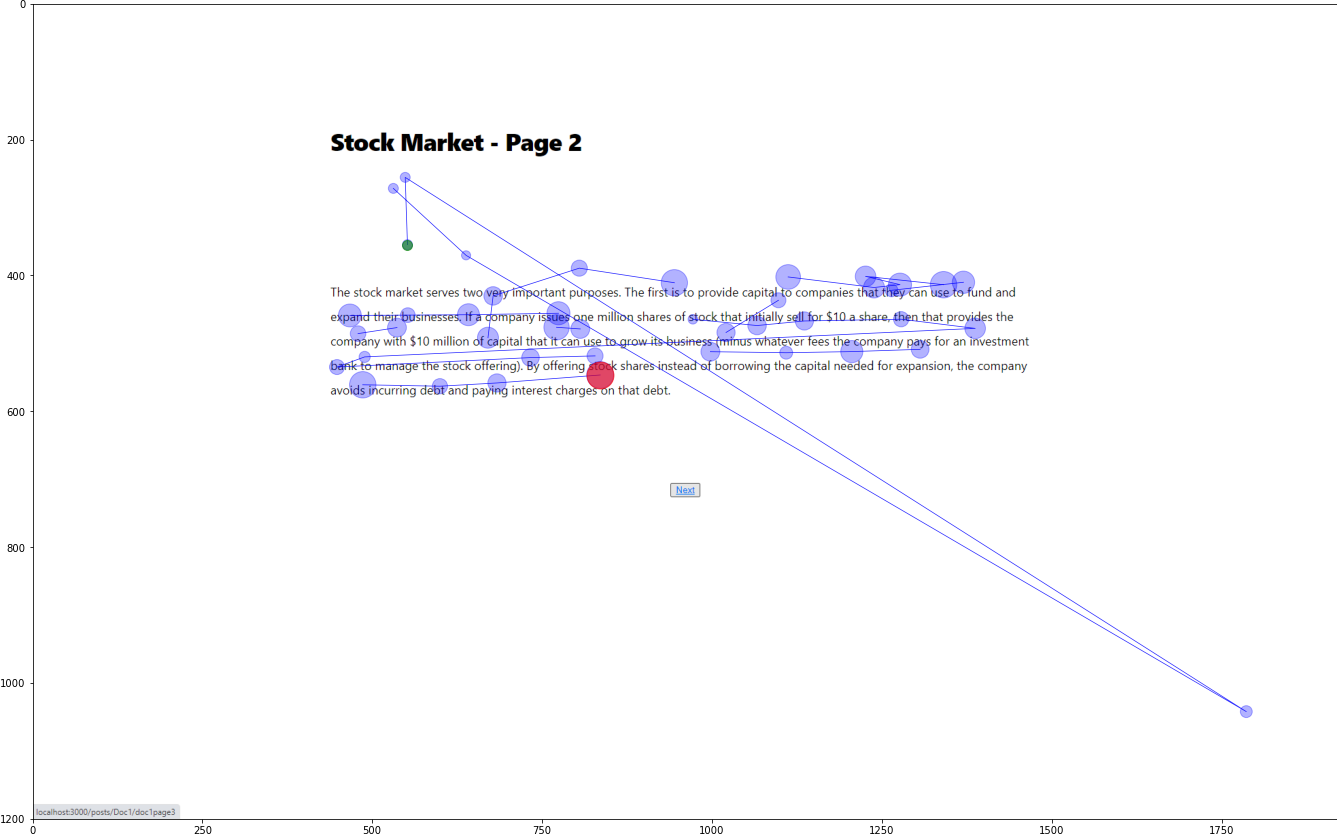 0
200
Stock Market - Page 2
400
The stock market serves two very important purposes. The first is to provide capital to companies that they can use to fund and
expand their businesses. If a company issues one million shares of stock that initially sell for $10 a share, then that provides the
company with $10 million of capital that it can use to grow its business (minus whatever fees the company pays for an investment
bank to manage the stock offering). By offering stock shares instead of borrowing the capital needed for expansion, the company
avoids incurring debt and paying interest charges on that debt.
600
Next
800
1000
localhost:3000/posts/Doc1/doc1page3
1200
0 250 500 750 1000 1250 1500 1750